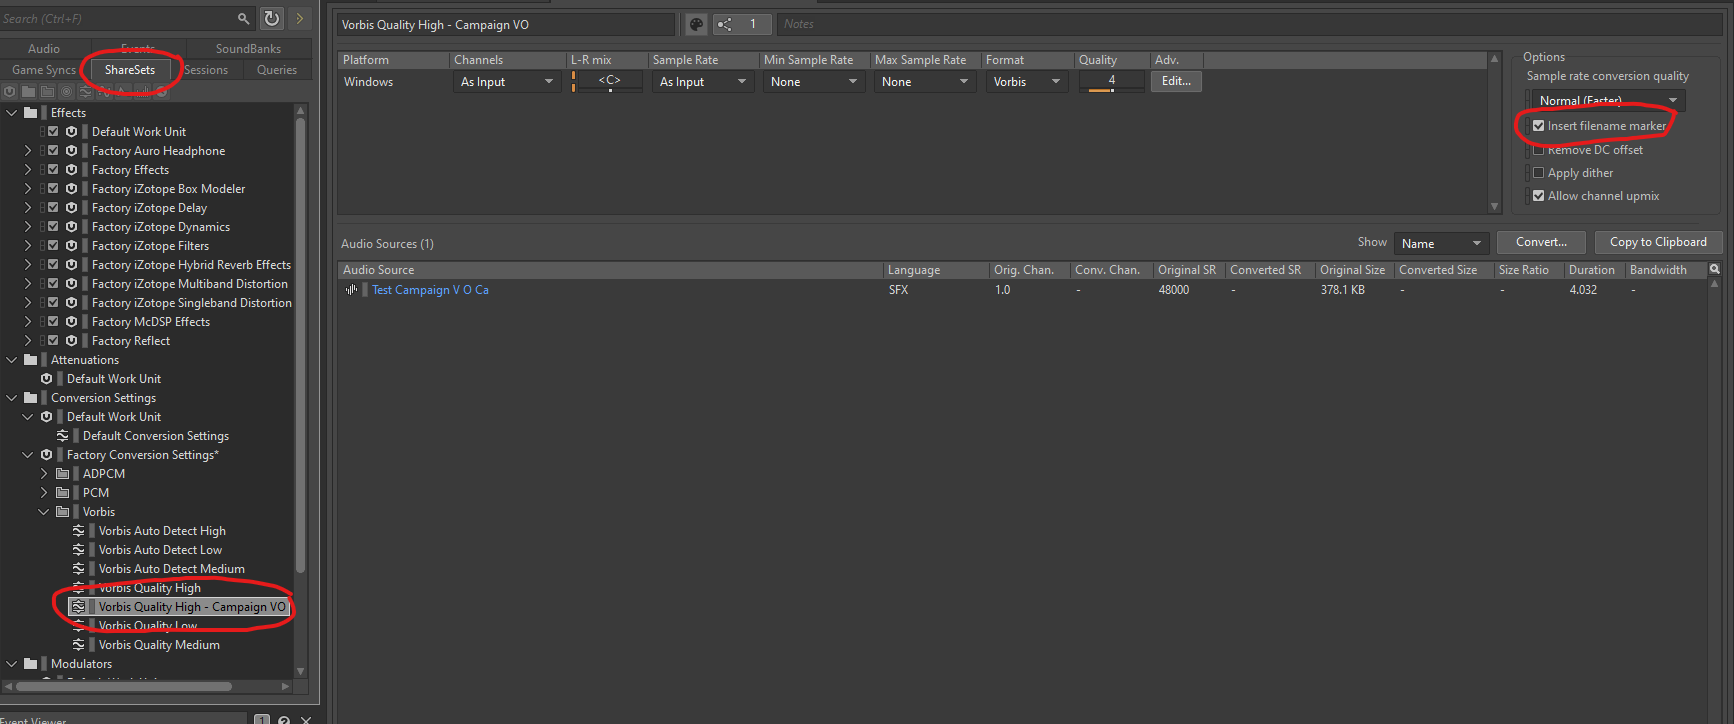 Search (Ctrl+F)
Audio Events SoundBanks
Game Syncs ShareSets Sessions Queries
Effects
Default Work Unit
Factory Auro Headphone
Factory Effects
Factory iZotope Box Modeler
Factory iZotope Delay
Factory iZotope Dynamics
Factory iZotope Filters
Factory iZotope Hybrid Reverb Effects
Factory iZotope Multiband Distortion
Factory iZotope Singleband Distortion
Factory McDSP Effects
Factory Reflect
Attenuations
Default Work Unit
Conversion Settings
Default Work Unit
Default Conversion Settings
Factory Conversion Settings*
ADPCM
PCM
Vorbis
Vorbis Auto Detect High
Vorbis Auto Detect Low
Vorbis Auto Detect Medium
Vorbis Quality High
Vorbis Quality High - Campaign VO
Vorbis Quality Low
Vorbis Quality Medium
Modulators
Event Viewer 1
Vorbis Quality High - Campaign VO 1 Notes
Platform Channels L-R mix Sample Rate Min Sample Rate Max Sample Rate Format Quality Adv.
Windows As Input <C> As Input None None Vorbis 4 Edit...
Options
Sample rate conversion quality
Normal (Faster)
Insert filename marker
Remove DC offset
Apply dither
Allow channel upmix
Audio Sources (1) Show Name Convert... Copy to Clipboard
Audio Source Language Orig. Chan. Conv. Chan. Original SR Converted SR Original Size Converted Size Size Ratio Duration Bandwidth
Test Campaign V O Ca SFX 1.0 - 48000 - 378.1 KB - - 4.032 -